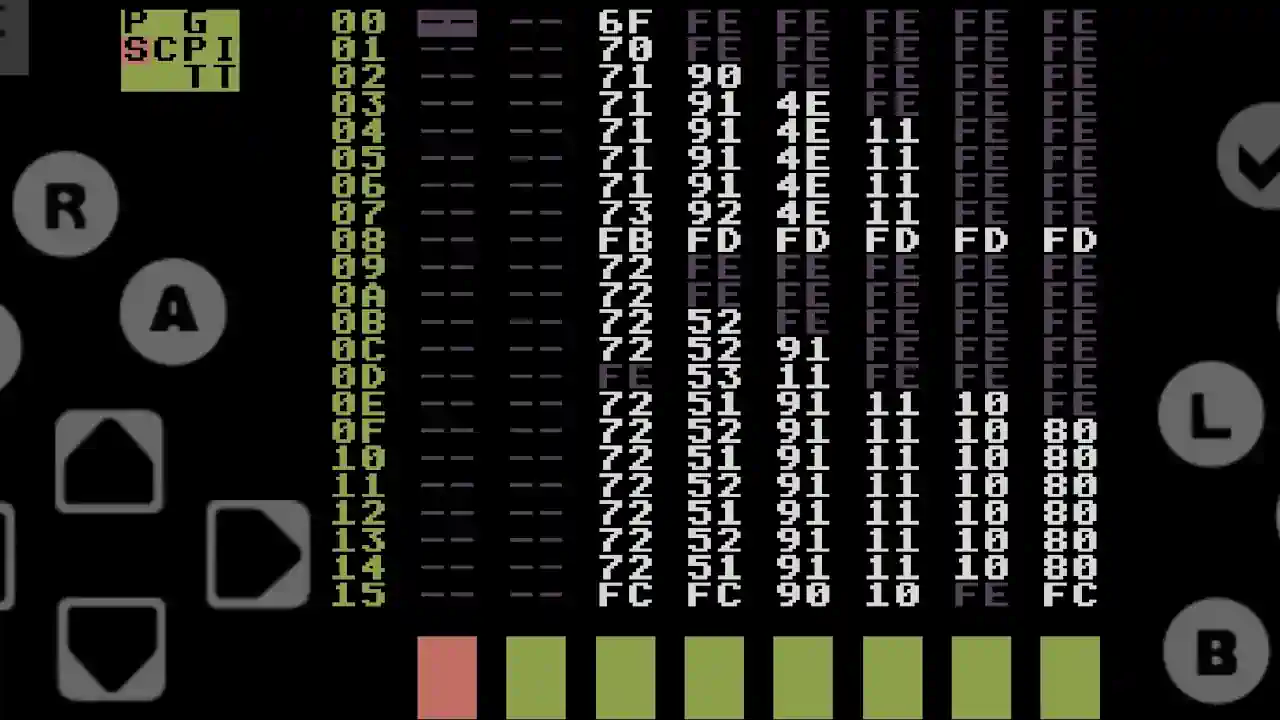 P G
SCPI
TT
00 -- -- 6F FE FE FE FE FE
01 -- -- 70 FE FE FE FE FE
02 -- -- 71 90 FE FE FE FE
03 -- -- 71 91 4E FE FE FE
04 -- -- 71 91 4E 11 FE FE
05 -- -- 71 91 4E 11 FE FE
06 -- -- 71 91 4E 11 FE FE
07 -- -- 73 92 4E 11 FE FE
08 -- -- FB FD FD FD FD FD
09 -- -- 72 FE FE FE FE FE
0A -- -- 72 FE FE FE FE FE
0B -- -- 72 52 FE FE FE FE
0C -- -- 72 52 91 FE FE FE
0D -- -- FE 53 11 FE FE FE
0E -- -- 72 51 91 11 10 FE
0F -- -- 72 52 91 11 10 80
10 -- -- 72 51 91 11 10 80
11 -- -- 72 52 91 11 10 80
12 -- -- 72 51 91 11 10 80
13 -- -- 72 52 91 11 10 80
14 -- -- 72 51 91 11 10 80
15 -- -- FC FC 90 10 FE FC
R
A
L
B